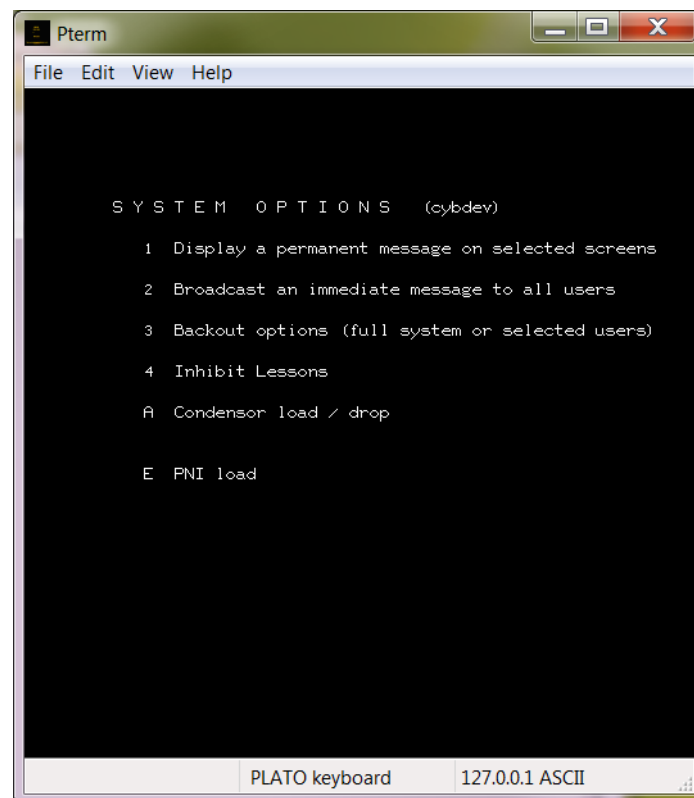 Pterm
File Edit View Help
S Y S T E M   O P T I O N S   (cybdev)
1 Display a permanent message on selected screens
2 Broadcast an immediate message to all users
3 Backout options (full system or selected users)
4 Inhibit Lessons
A Condensor load / drop
E PNI load
PLATO keyboard 127.0.0.1 ASCII